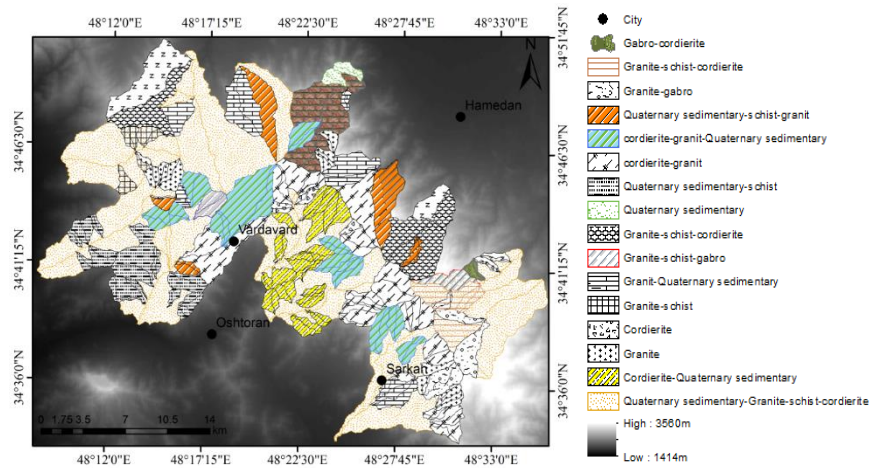 48°12'0"E 48°17'15"E 48°22'30"E 48°27'45"E 48°33'0"E
34°51'45"N
34°46'30"N
34°41'15"N
34°36'0"N
N
Hamedan
Vardavard
Oshtoran
Sarkan
0 1.75 3.5 7 10.5 14
km
34°51'45"N
34°46'30"N
34°41'15"N
34°36'0"N
48°12'0"E 48°17'15"E 48°22'30"E 48°27'45"E 48°33'0"E
City
Gabro-cordierite
Granite-schist-cordierite
Granite-gabro
Quaternary sedimentary-schist-granit
cordierite-granit-Quaternary sedimentary
cordierite-granit
Quaternary sedimentary-schist
Quaternary sedimentary
Granite-schist-cordierite
Granite-schist-gabro
Granit-Quaternary sedimentary
Granite-schist
Cordierite
Granite
Cordierite-Quaternary sedimentary
Quaternary sedimentary-Granite-schist-cordierite
High : 3560m
Low : 1414m